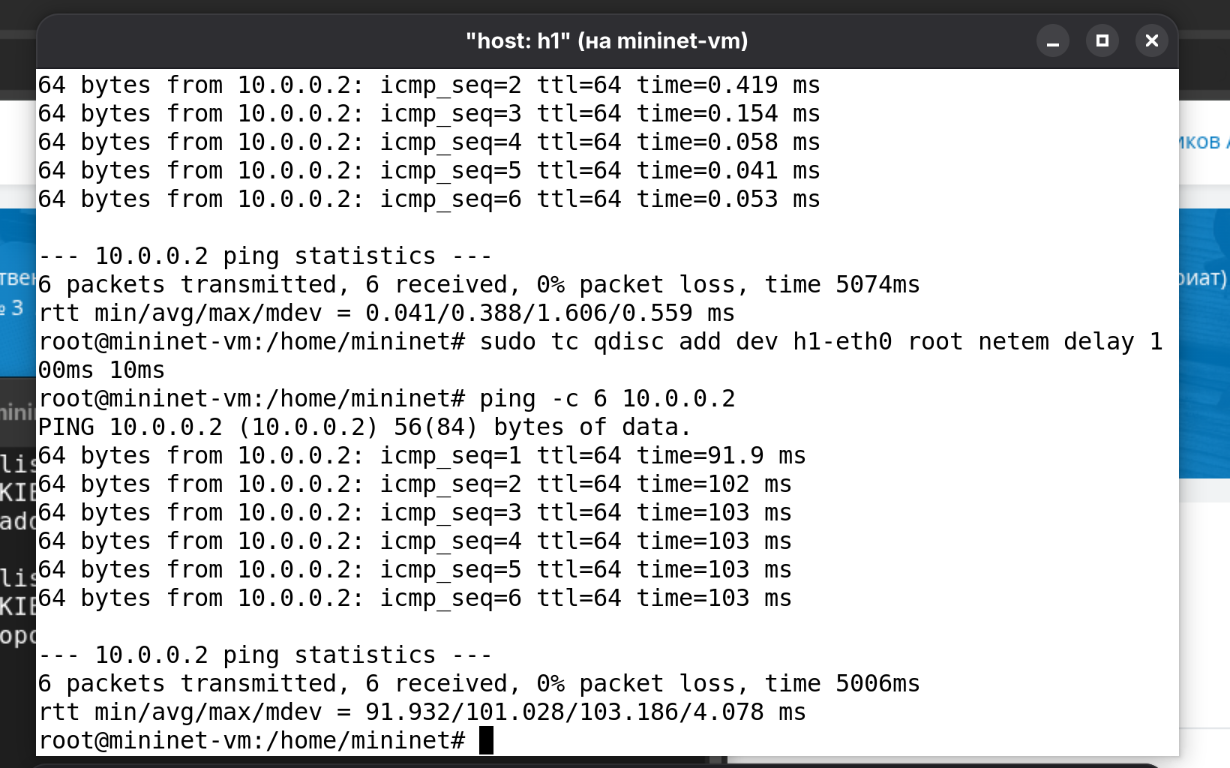 "host: h1" (на mininet-vm)
64 bytes from 10.0.0.2: icmp_seq=2 ttl=64 time=0.419 ms
64 bytes from 10.0.0.2: icmp_seq=3 ttl=64 time=0.154 ms
64 bytes from 10.0.0.2: icmp_seq=4 ttl=64 time=0.058 ms
64 bytes from 10.0.0.2: icmp_seq=5 ttl=64 time=0.041 ms
64 bytes from 10.0.0.2: icmp_seq=6 ttl=64 time=0.053 ms
--- 10.0.0.2 ping statistics ---
6 packets transmitted, 6 received, 0% packet loss, time 5074ms
rtt min/avg/max/mdev = 0.041/0.388/1.606/0.559 ms
root@mininet-vm:/home/mininet# sudo tc qdisc add dev h1-eth0 root netem delay 1
00ms 10ms
root@mininet-vm:/home/mininet# ping -c 6 10.0.0.2
PING 10.0.0.2 (10.0.0.2) 56(84) bytes of data.
64 bytes from 10.0.0.2: icmp_seq=1 ttl=64 time=91.9 ms
64 bytes from 10.0.0.2: icmp_seq=2 ttl=64 time=102 ms
64 bytes from 10.0.0.2: icmp_seq=3 ttl=64 time=103 ms
64 bytes from 10.0.0.2: icmp_seq=4 ttl=64 time=103 ms
64 bytes from 10.0.0.2: icmp_seq=5 ttl=64 time=103 ms
64 bytes from 10.0.0.2: icmp_seq=6 ttl=64 time=103 ms
--- 10.0.0.2 ping statistics ---
6 packets transmitted, 6 received, 0% packet loss, time 5006ms
rtt min/avg/max/mdev = 91.932/101.028/103.186/4.078 ms
root@mininet-vm:/home/mininet#